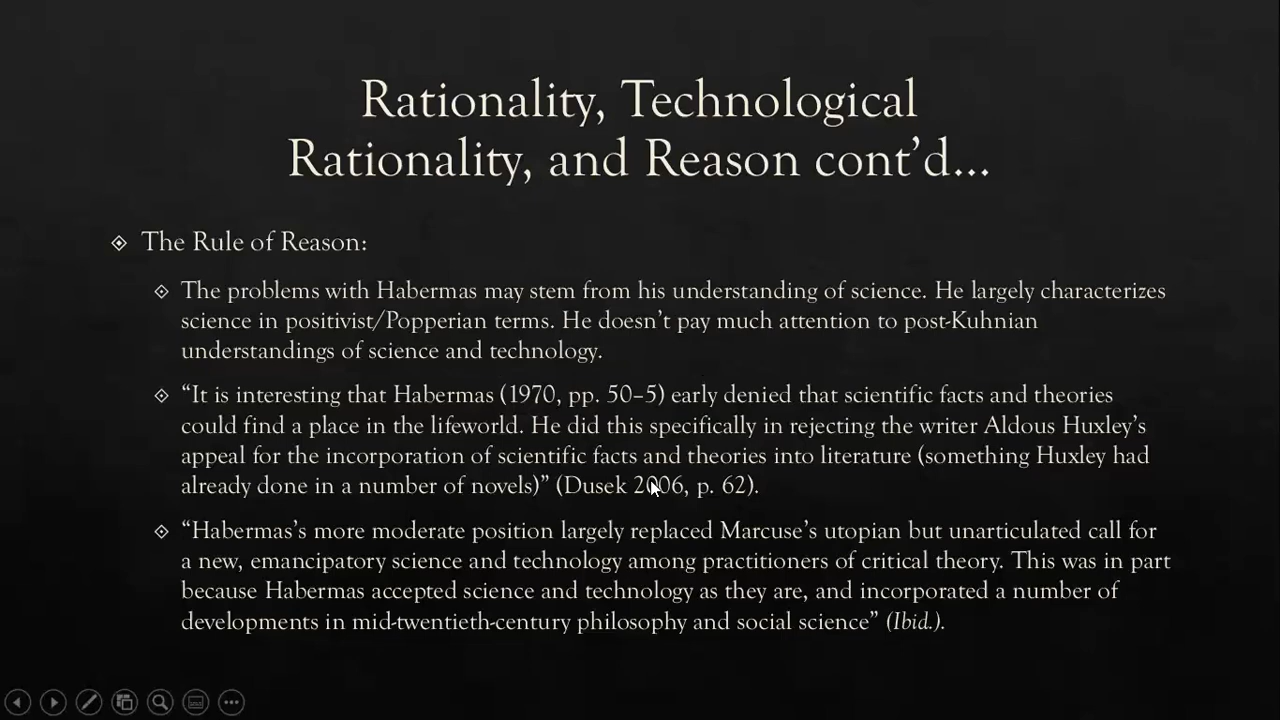 Rationality, Technological
Rationality, and Reason cont’d…
The Rule of Reason:
The problems with Habermas may stem from his understanding of science. He largely characterizes
science in positivist/Popperian terms. He doesn’t pay much attention to post-Kuhnian
understandings of science and technology.
“It is interesting that Habermas (1970, pp. 50–5) early denied that scientific facts and theories
could find a place in the lifeworld. He did this specifically in rejecting the writer Aldous Huxley’s
appeal for the incorporation of scientific facts and theories into literature (something Huxley had
already done in a number of novels)” (Dusek 2006, p. 62).
“Habermas’s more moderate position largely replaced Marcuse’s utopian but unarticulated call for
a new, emancipatory science and technology among practitioners of critical theory. This was in part
because Habermas accepted science and technology as they are, and incorporated a number of
developments in mid-twentieth-century philosophy and social science” (Ibid.).